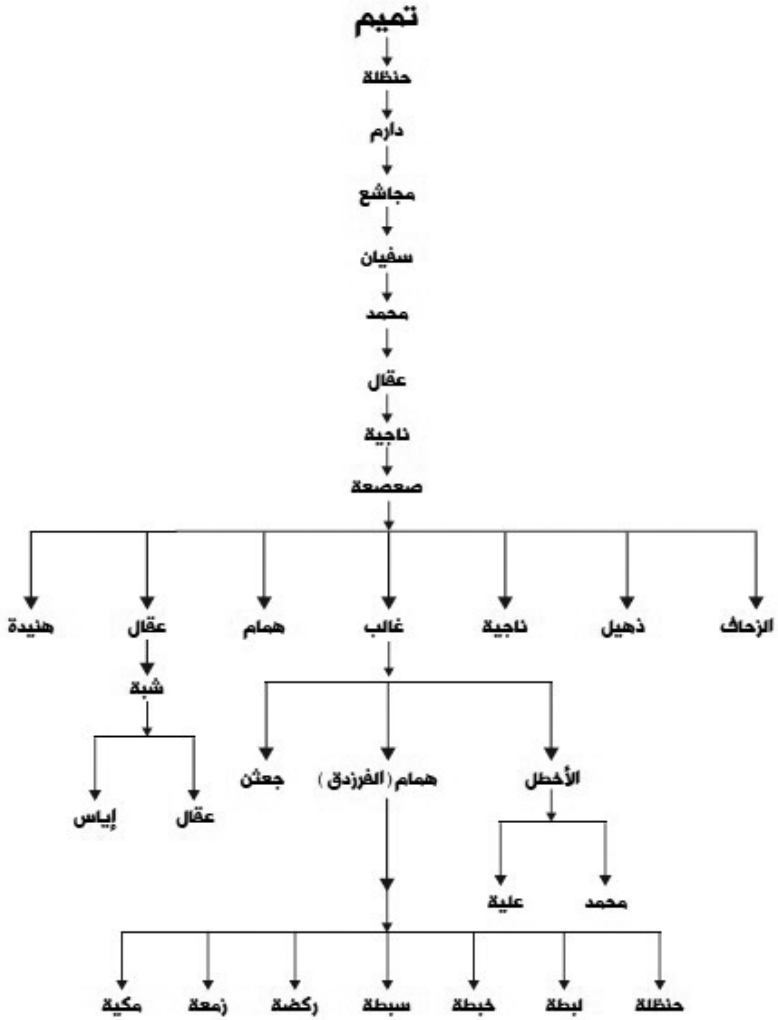 تميم
حنظلة
دارم
مجاشع
سفيان
محمد
عقال
ناجية
صعصعة
الزحاف ذهيل ناجية غالب همام عقال هنيدة
شبة
الأخطل همام (الفرزدق) جعثن
عقال إياس
محمد علية
حنظلة لبطة خبطة سبطة ركضة زمعة مكية